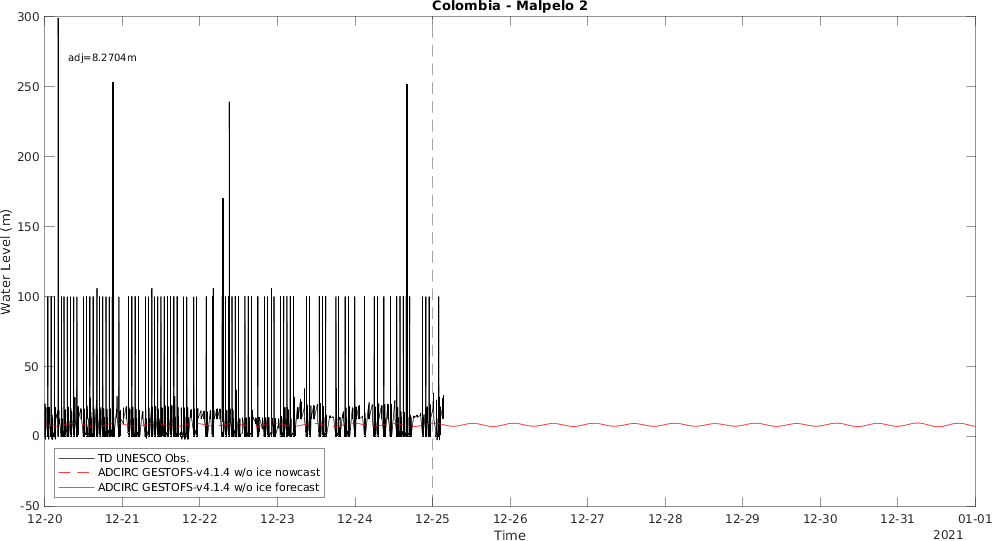 Colombia - Malpelo 2
adj=8.2704m
Water Level (m)
300
250
200
150
100
50
0
-50
TD UNESCO Obs.
ADCIRC GESTOFS-v4.1.4 w/o ice nowcast
ADCIRC GESTOFS-v4.1.4 w/o ice forecast
12-20 12-21 12-22 12-23 12-24 12-25 12-26 12-27 12-28 12-29 12-30 12-31 01-01
Time
2021